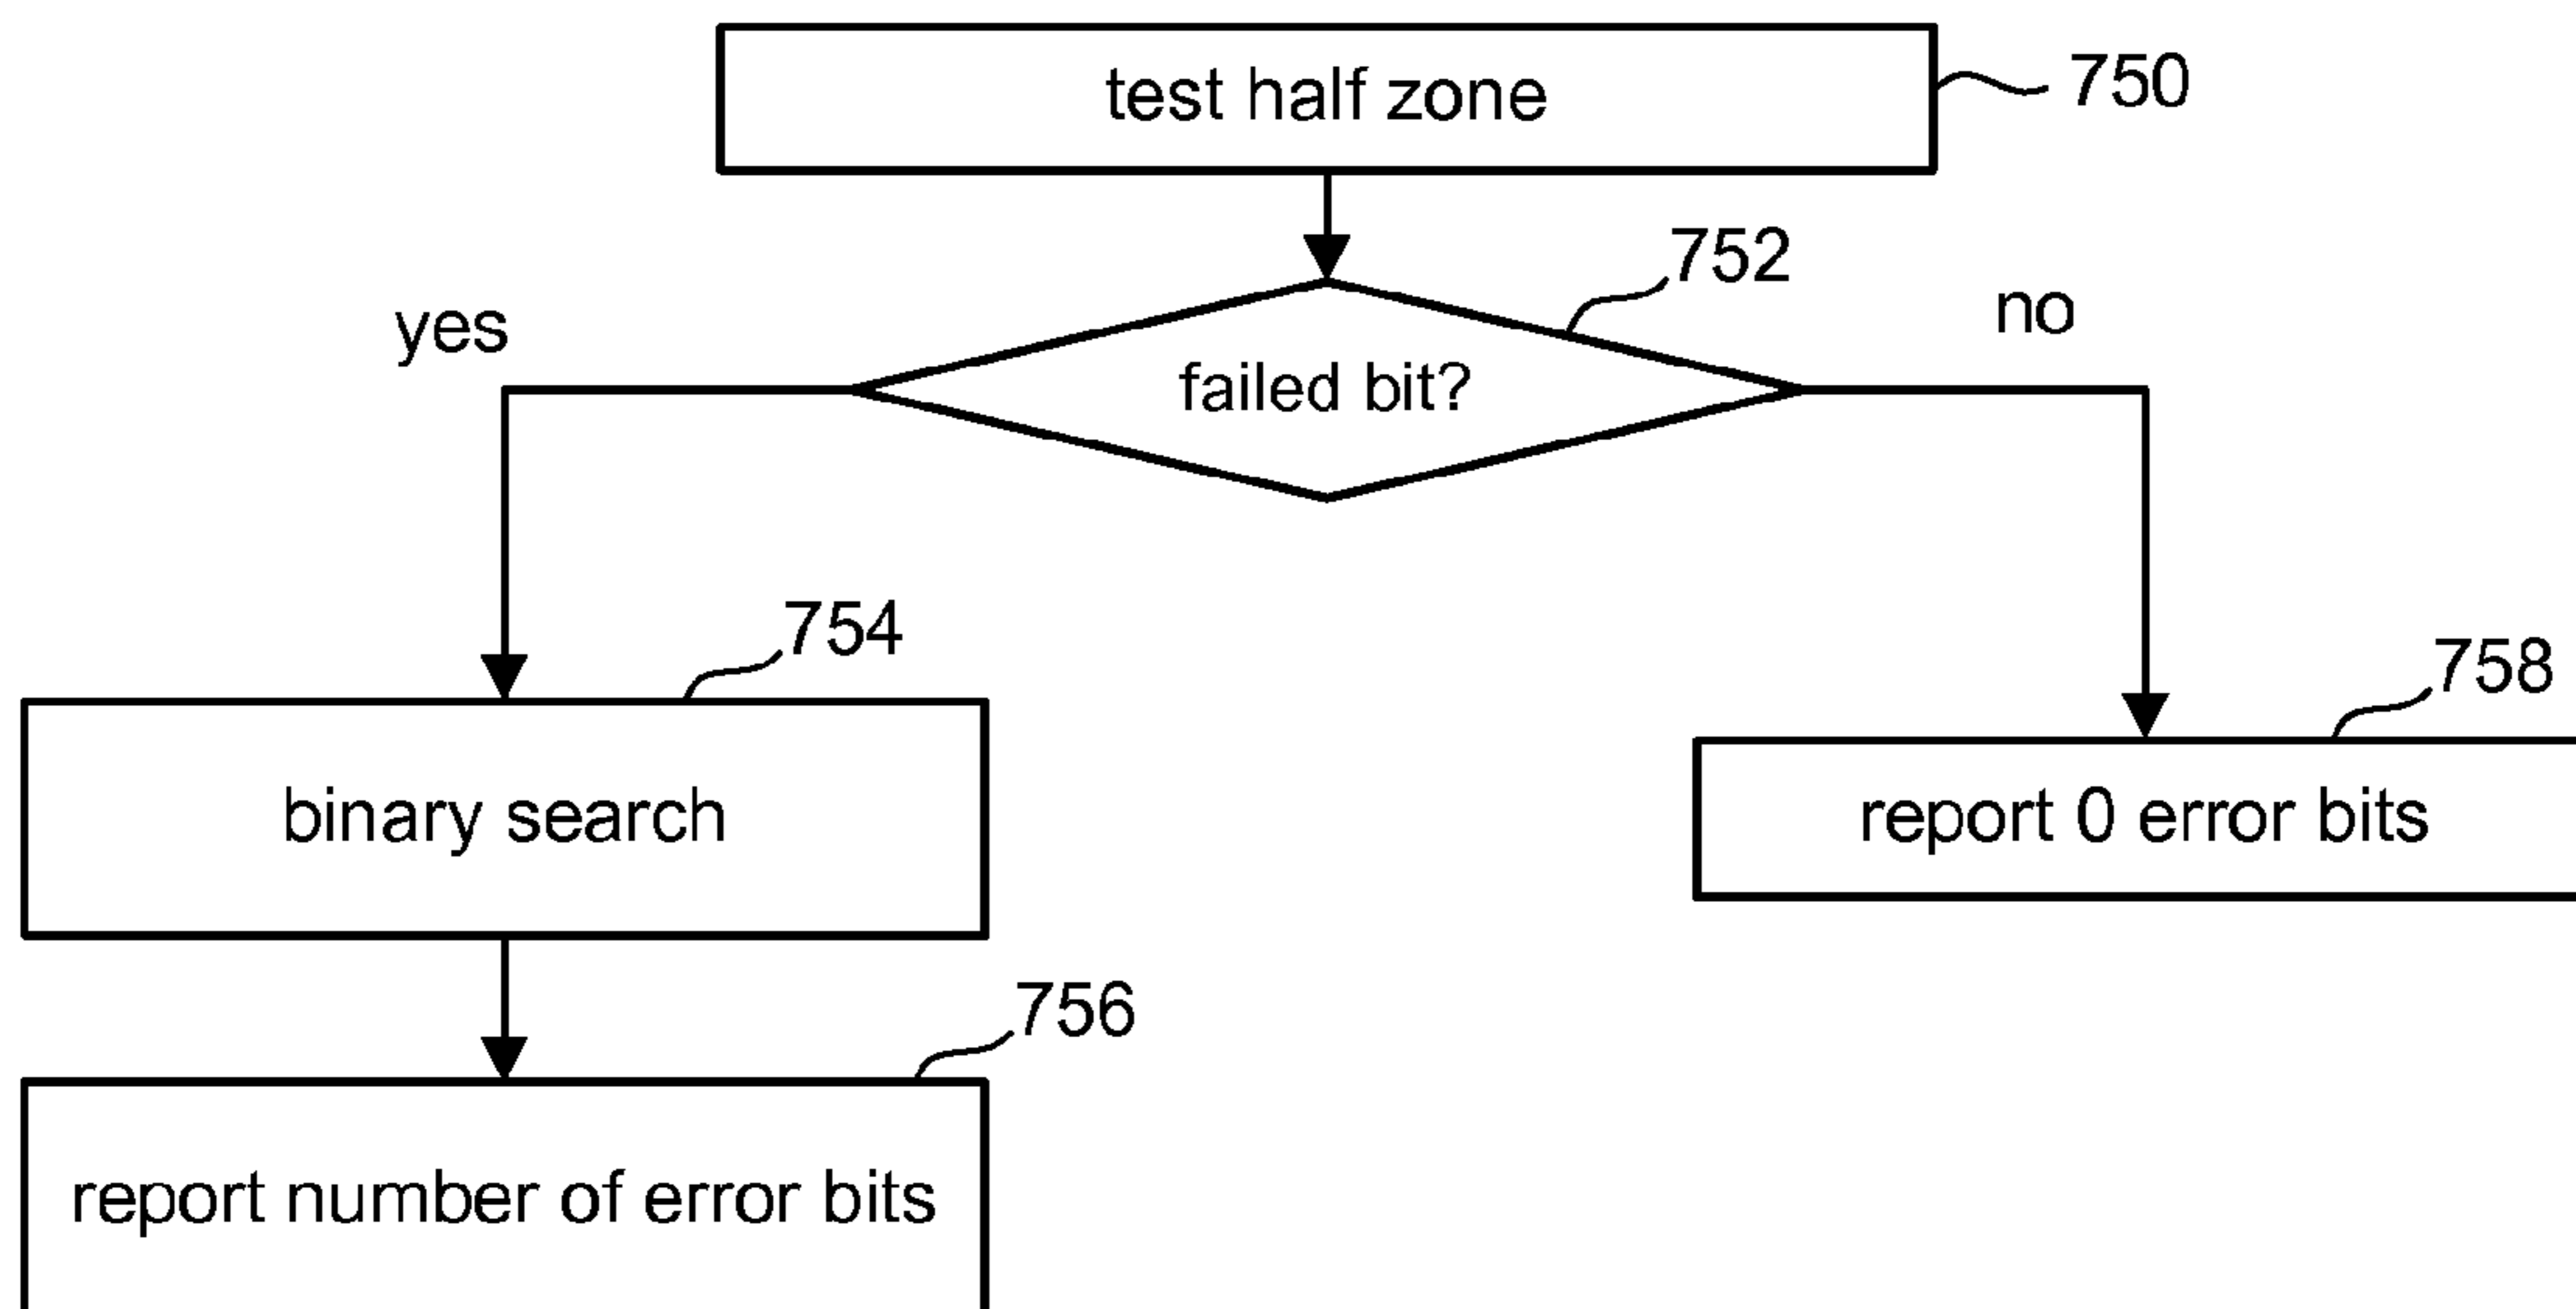 test half zone
750
752
yes
no
failed bit?
754
758
binary search
report 0 error bits
756
report number of error bits